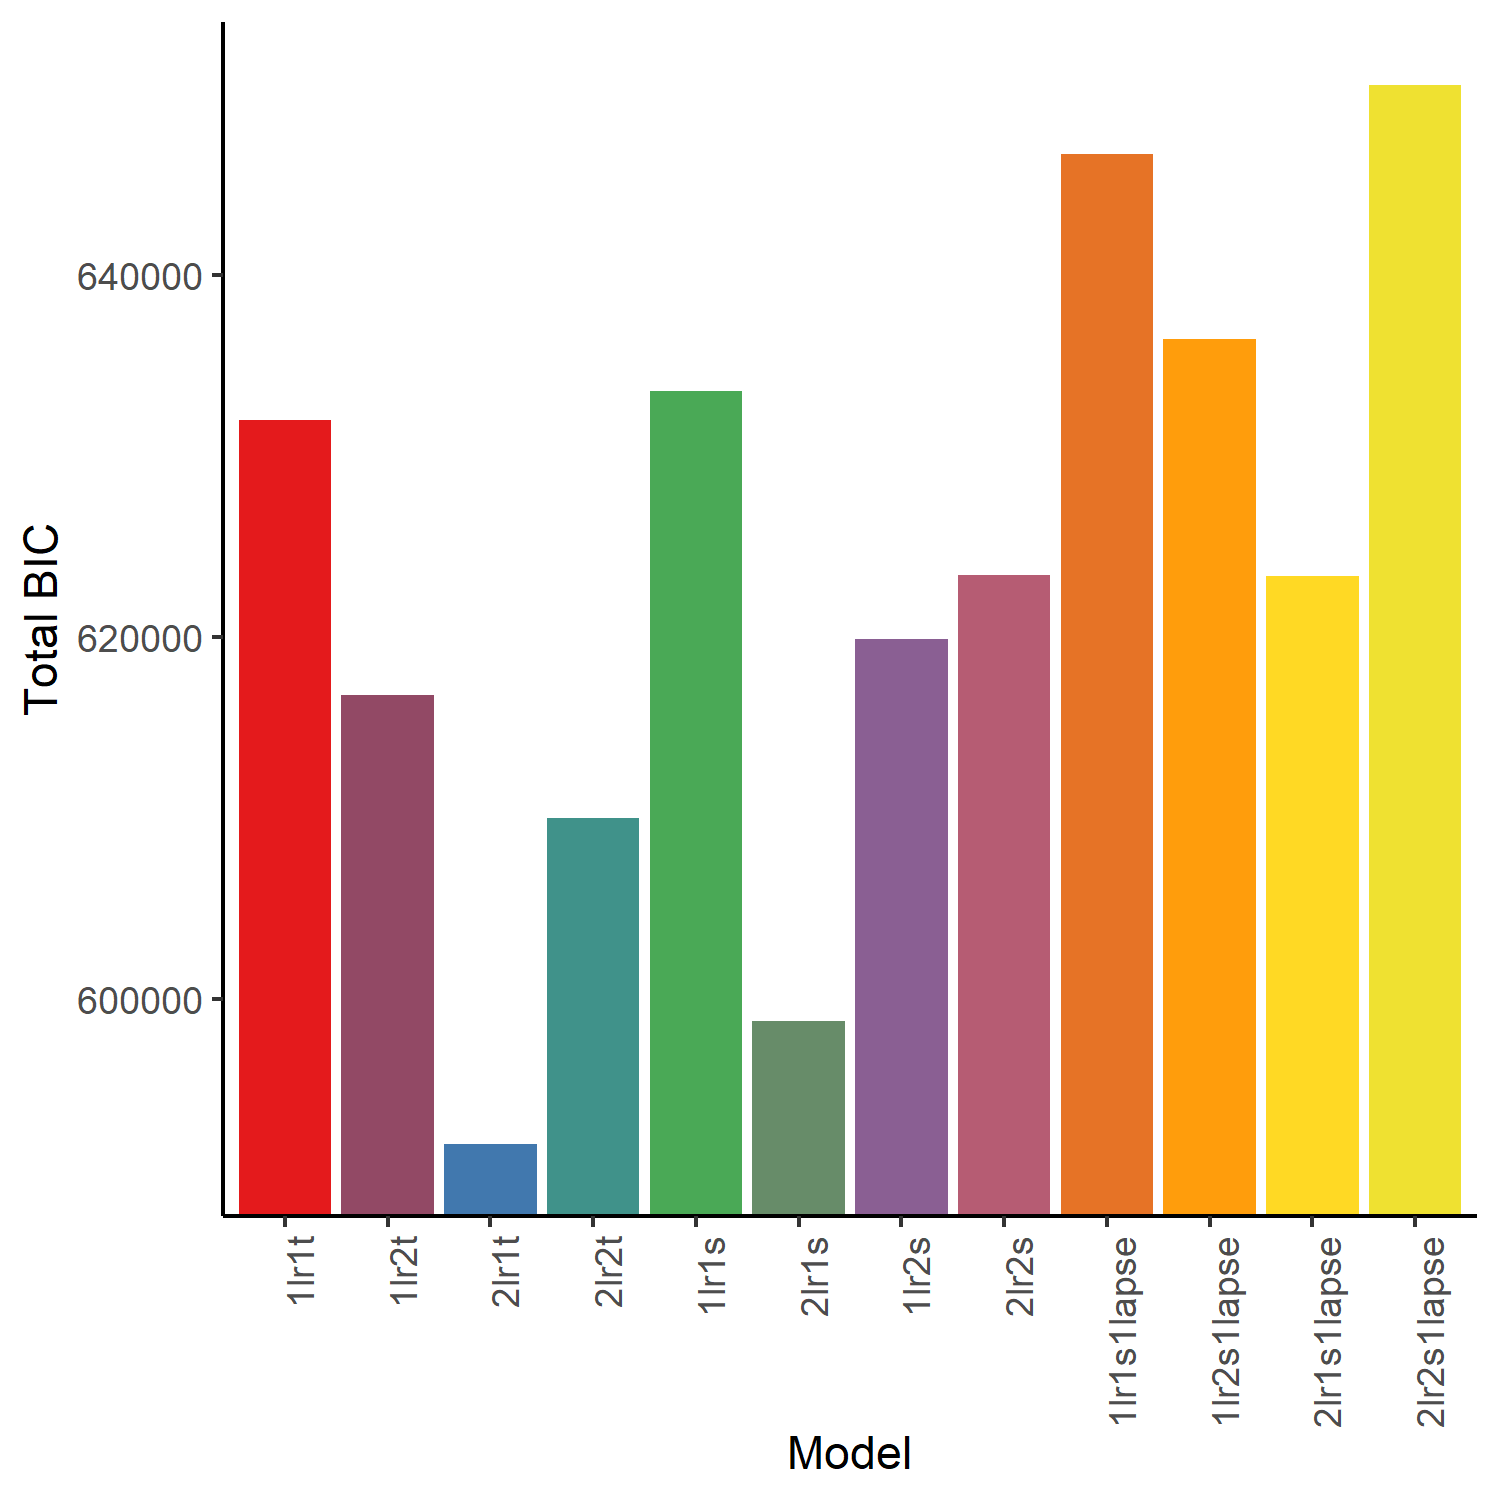 Total BIC
640000
620000
600000
1lr1t
1lr2t
2lr1t
2lr2t
1lr1s
2lr1s
1lr2s
2lr2s
1lr1s1lapse
1lr2s1lapse
2lr1s1lapse
2lr2s1lapse
Model